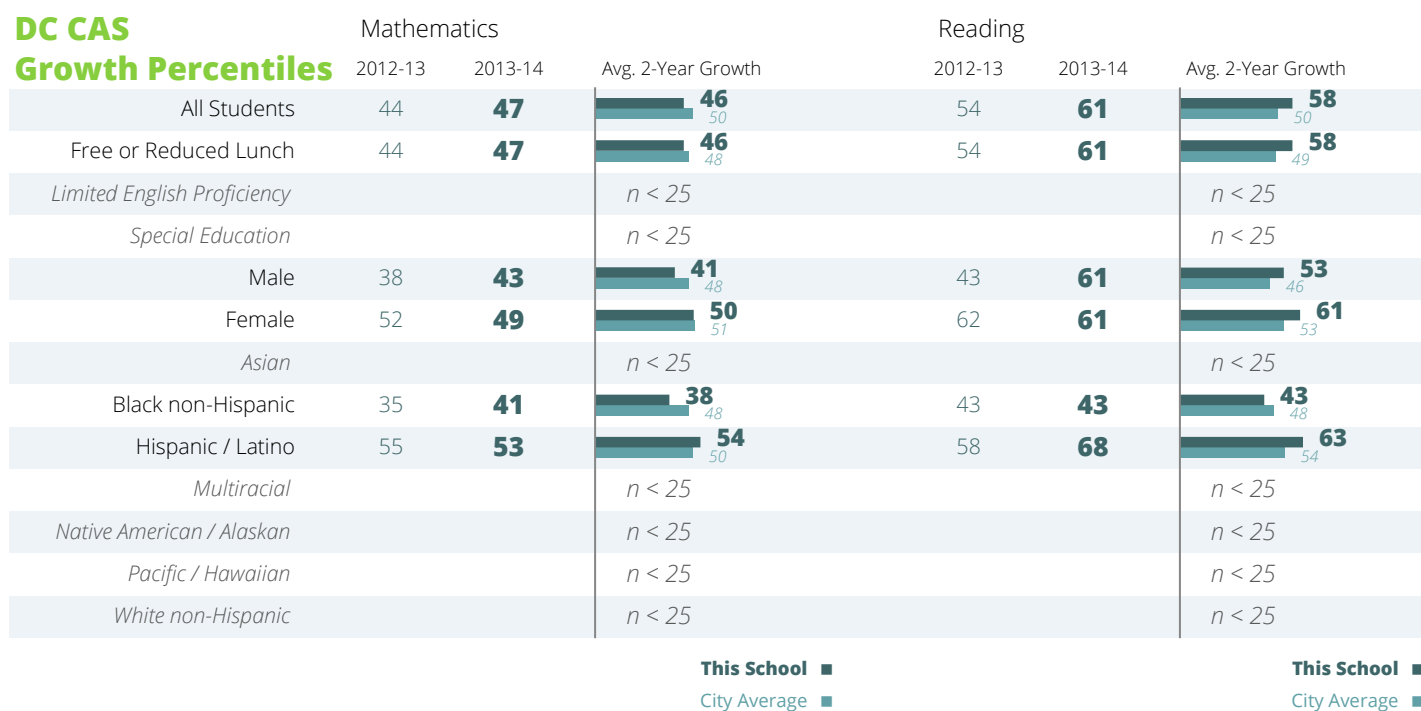 DC CAS
Growth Percentiles
Mathematics Reading
2012-13 2013-14 Avg. 2-Year Growth 2012-13 2013-14 Avg. 2-Year Growth
All Students 44 47 46 50 54 61 58 50
Free or Reduced Lunch 44 47 46 48 54 61 58 49
Limited English Proficiency n < 25 n < 25
Special Education n < 25 n < 25
Male 38 43 41 48 43 61 53 46
Female 52 49 50 51 62 61 61 53
Asian n < 25 n < 25
Black non-Hispanic 35 41 38 48 43 43 43 48
Hispanic / Latino 55 53 54 50 58 68 63 54
Multiracial n < 25 n < 25
Native American / Alaskan n < 25 n < 25
Pacific / Hawaiian n < 25 n < 25
White non-Hispanic n < 25 n < 25
This School This School
City Average City Average